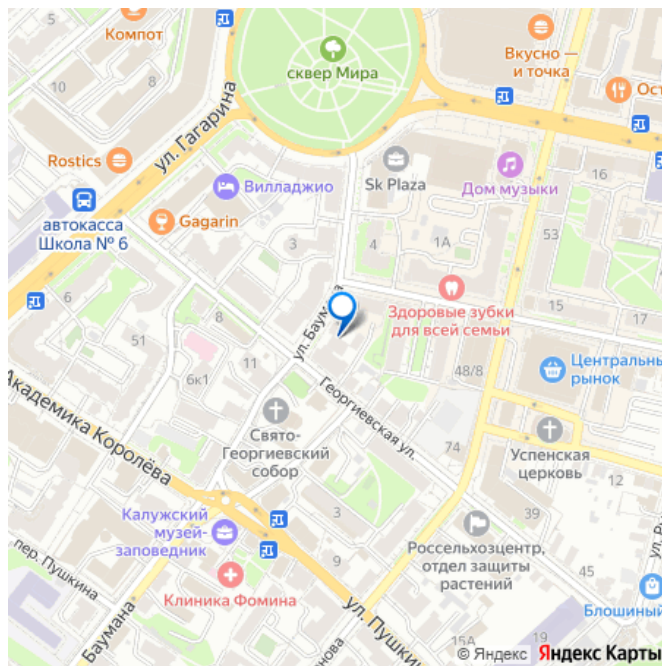 Компот
10
8
сквер Мира
Вкусно —
и точка
Ост
ул. Гагарина
Rostics
Вилладжио
Sk Plaza
Дом музыки
16
автокасса
Школа № 6
Gagarin
3
4
1А
53
8
ул. Баумана
Здоровые зубки
для всей семьи
15
17
51
6к1
11
48/8
Центральны
рынок
Академика Королёва
Георгиевская ул.
Свято-
Георгиевский
собор
74
Успенская
церковь
12
3
39
Калужский
музей-
заповедник
Россельхозцентр,
отдел защиты
растений
ул. Р
пер. Пушкина
9
45
Клиника Фомина
Блошиный
ул. Пушкин
Баумана
нова
15А
19
© Яндекс Яндекс Карты